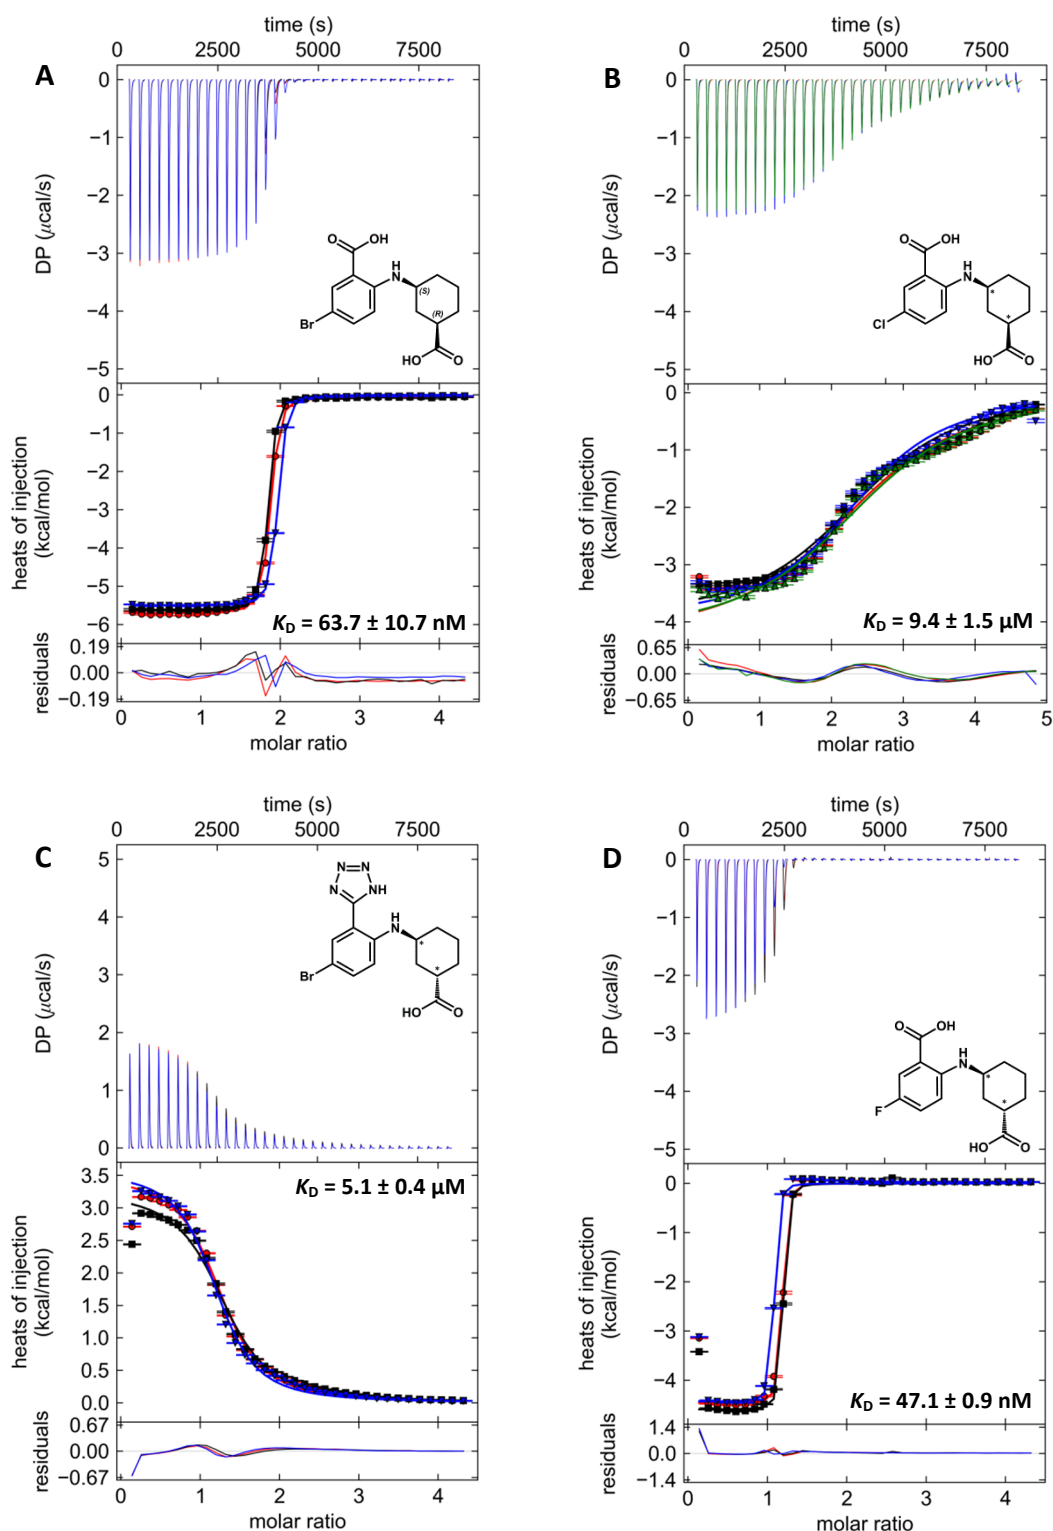 time (s)
0 2500 5000 7500
A
0
−1
−2
−3
−4
−5
DP (μcal/s)
O OH
H
N
(S)
(R)
Br
HO O
0
−1
−2
−3
−4
−5
−6
heats of injection
(kcal/mol)
KD = 63.7 ± 10.7 nM
0.19
0.00
−0.19
residuals
0 1 2 3 4
molar ratio
time (s)
0 2500 5000 7500
B
0
−1
−2
−3
−4
−5
DP (μcal/s)
O OH
H
N
*
*
Cl
HO O
0
−1
−2
−3
−4
heats of injection
(kcal/mol)
KD = 9.4 ± 1.5 μM
0.65
0.00
−0.65
residuals
0 1 2 3 4 5
molar ratio
time (s)
0 2500 5000 7500
C
5
4
3
2
1
0
DP (μcal/s)
N N
N NH
H
N
*
*
Br
HO O
3.5
3.0
2.5
2.0
1.5
1.0
0.5
0.0
heats of injection
(kcal/mol)
KD = 5.1 ± 0.4 μM
0.67
0.00
−0.67
residuals
0 1 2 3 4
molar ratio
time (s)
0 2500 5000 7500
D
0
−1
−2
−3
−4
−5
DP (μcal/s)
O OH
H
N
*
*
F
HO O
0
−1
−2
−3
−4
heats of injection
(kcal/mol)
KD = 47.1 ± 0.9 nM
1.4
0.0
−1.4
residuals
0 1 2 3 4
molar ratio